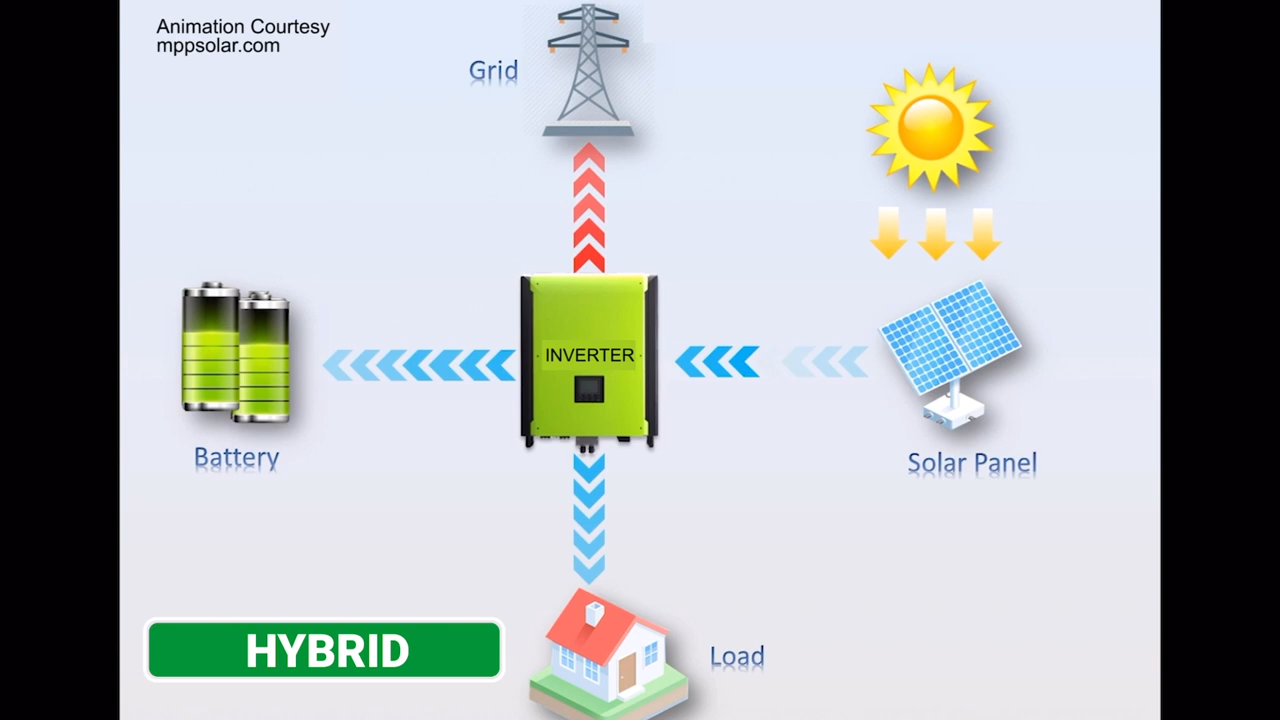 Animation Courtesy
mppsolar.com
Grid
INVERTER
Battery
Solar Panel
HYBRID
Load